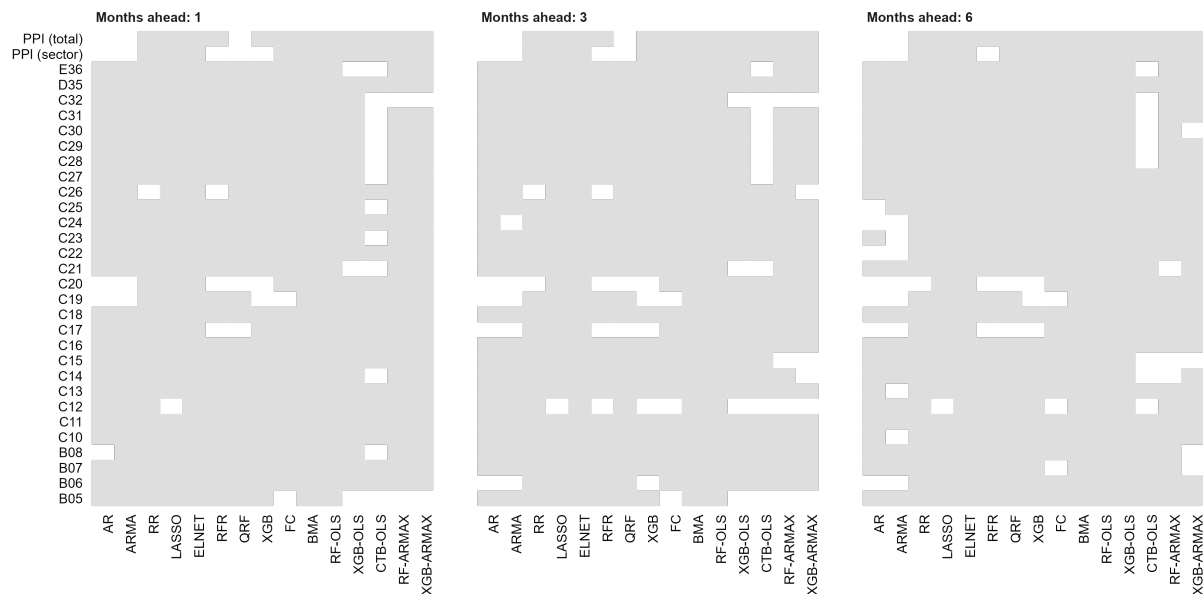 Months ahead: 1
Months ahead: 3
Months ahead: 6
PPI (total)
PPI (sector)
E36
D35
C32
C31
C30
C29
C28
C27
C26
C25
C24
C23
C22
C21
C20
C19
C18
C17
C16
C15
C14
C13
C12
C11
C10
B08
B07
B06
B05
AR
ARMA
RR
LASSO
ELNET
RFR
QRF
XGB
FC
BMA
RF-OLS
XGB-OLS
CTB-OLS
RF-ARMAX
XGB-ARMAX
AR
ARMA
RR
LASSO
ELNET
RFR
QRF
XGB
FC
BMA
RF-OLS
XGB-OLS
CTB-OLS
RF-ARMAX
XGB-ARMAX
AR
ARMA
RR
LASSO
ELNET
RFR
QRF
XGB
FC
BMA
RF-OLS
XGB-OLS
CTB-OLS
RF-ARMAX
XGB-ARMAX